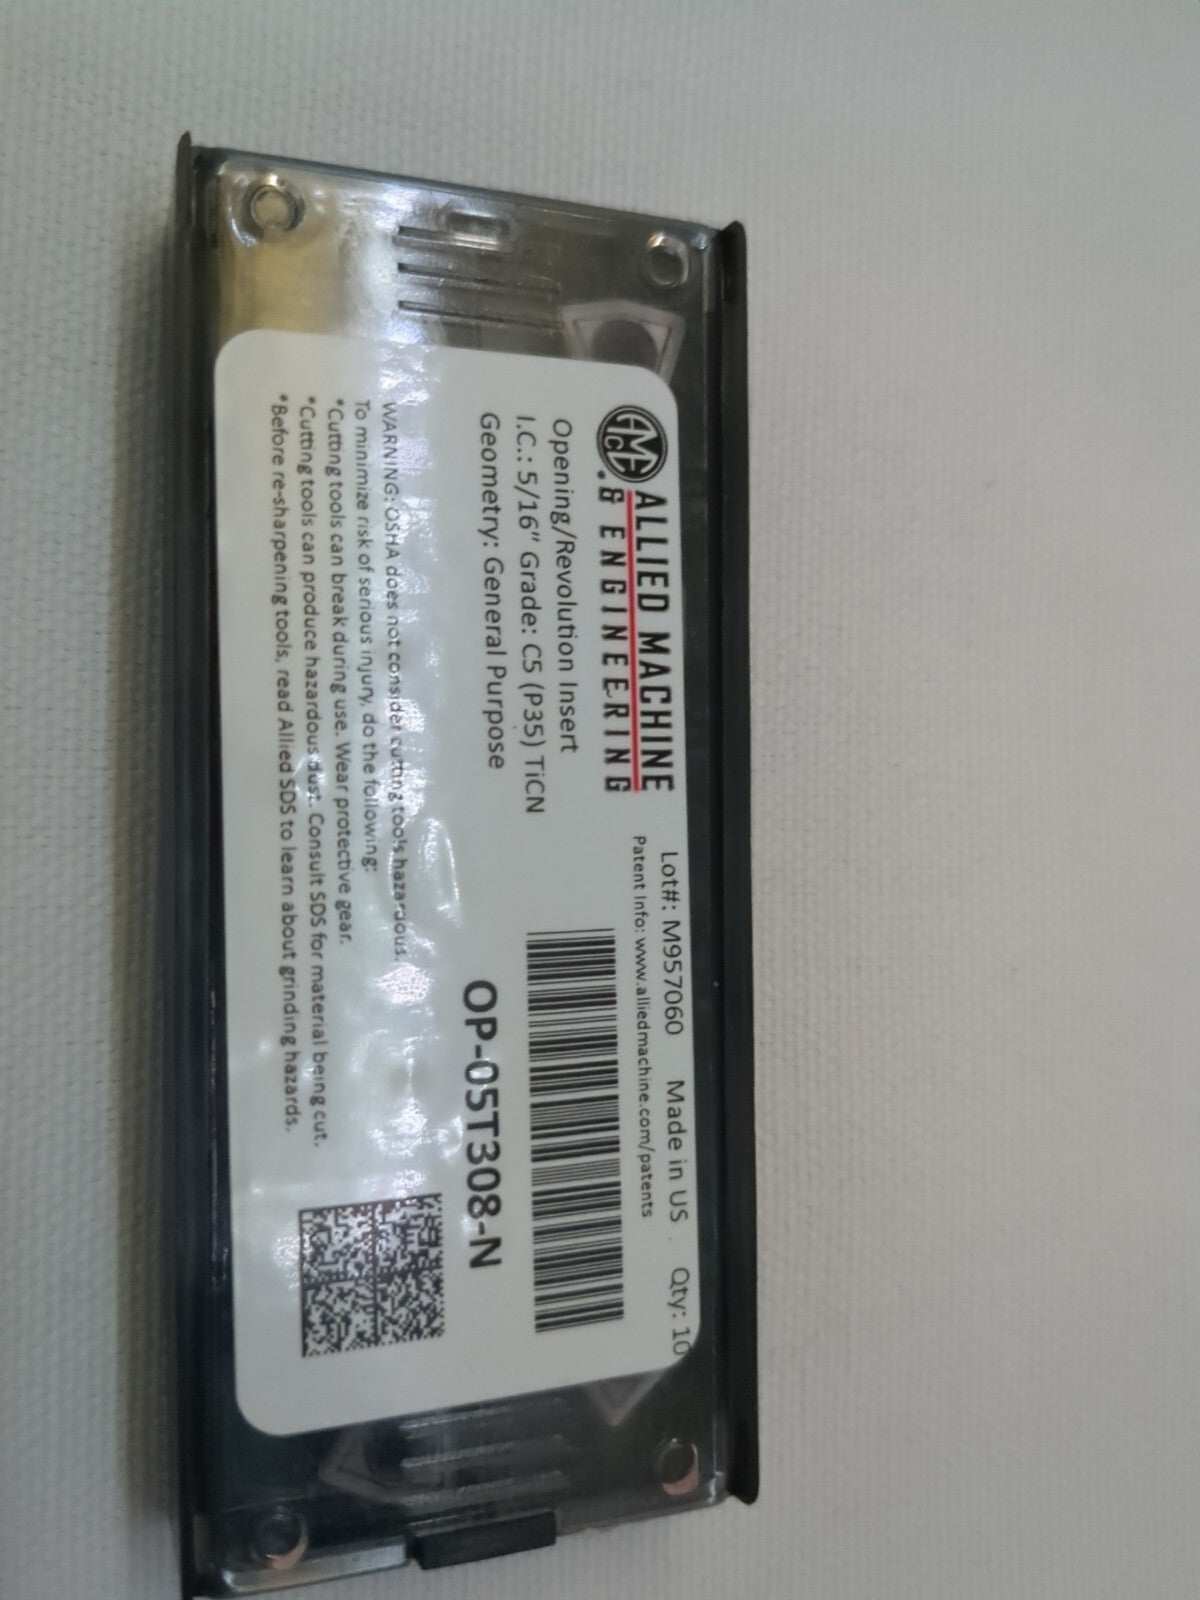 AMEC.
ALLIED MACHINE
& ENGINEERING
Lot#: M957060 Made in US Qty: 10
Patent Info: www.alliedmachine.com/patents
Opening/Revolution Insert
I.C.: 5/16" Grade: C5 (P35) TiCN
Geometry: General Purpose
OP-05T308-N
WARNING: OSHA does not consider cutting tools hazardous.
To minimize risk of serious injury, do the following:
*Cutting tools can break during use. Wear protective gear.
*Cutting tools can produce hazardous dust. Consult SDS for material being cut.
*Before re-sharpening tools, read Allied SDS to learn about grinding hazards.